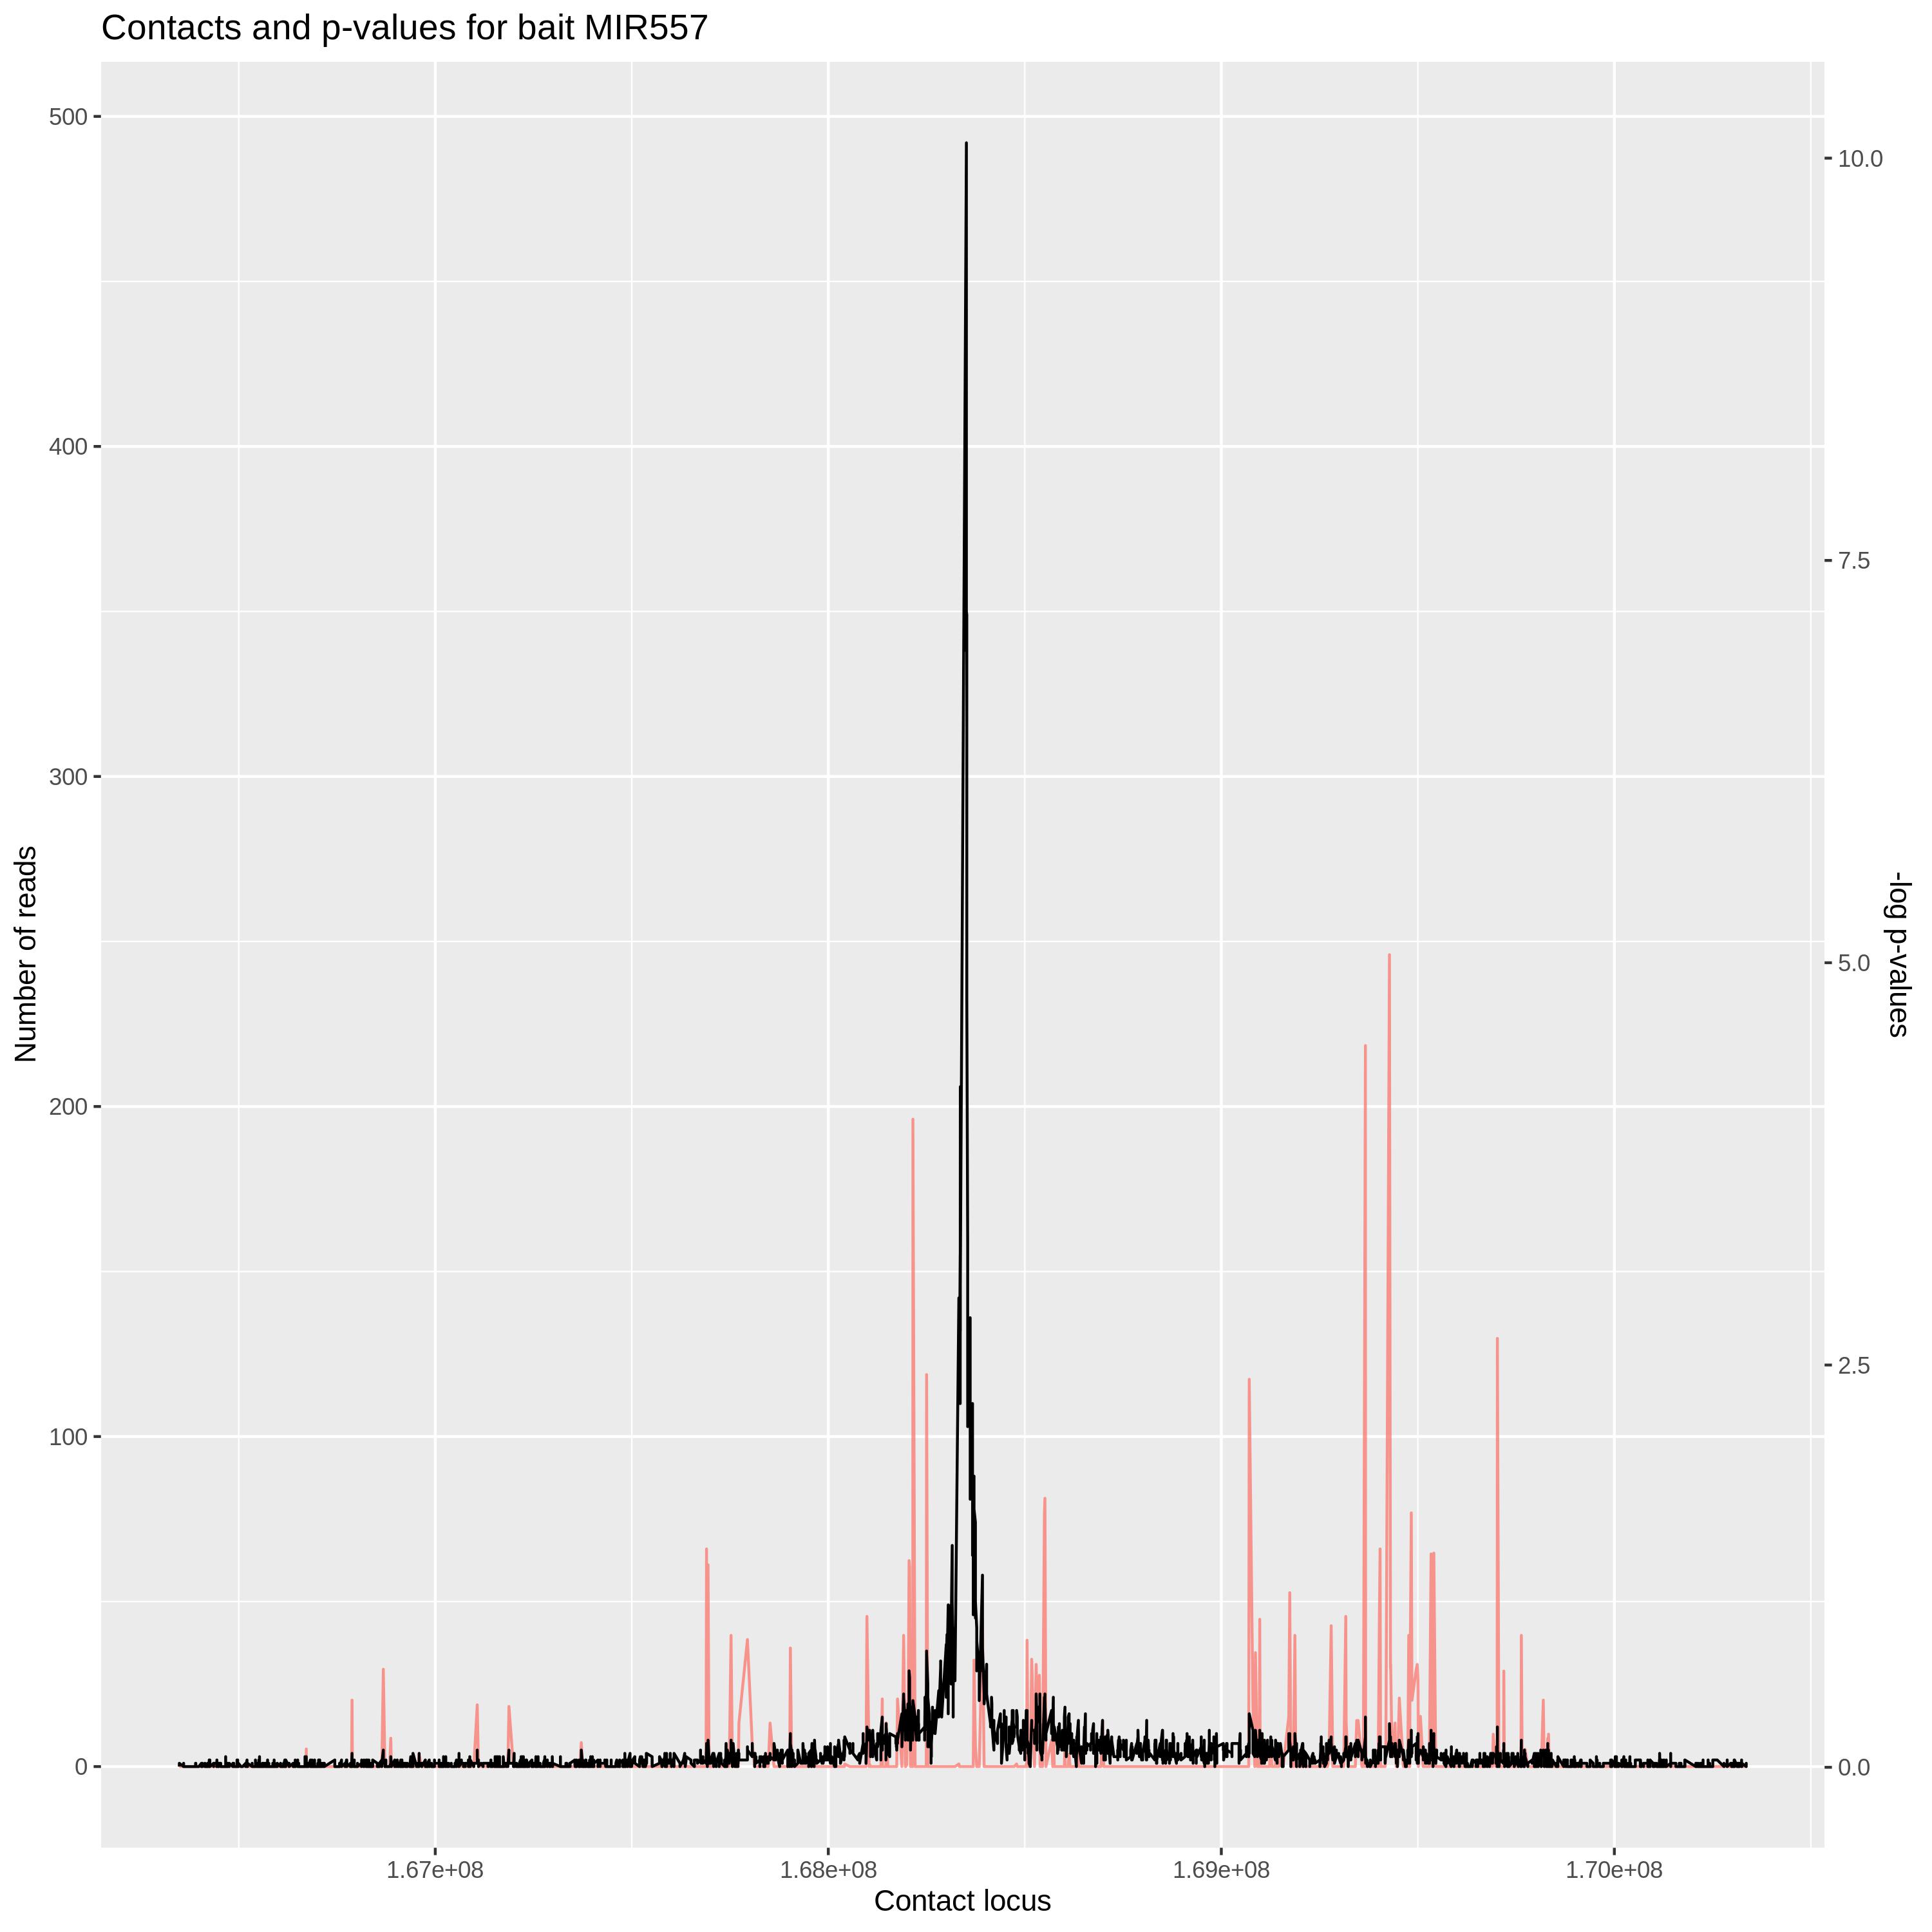 Contacts and p-values for bait MIR557
500
400
300
200
100
0
Number of reads
10.0
7.5
5.0
2.5
0.0
-log p-values
1.67e+08
1.68e+08
1.69e+08
1.70e+08
Contact locus